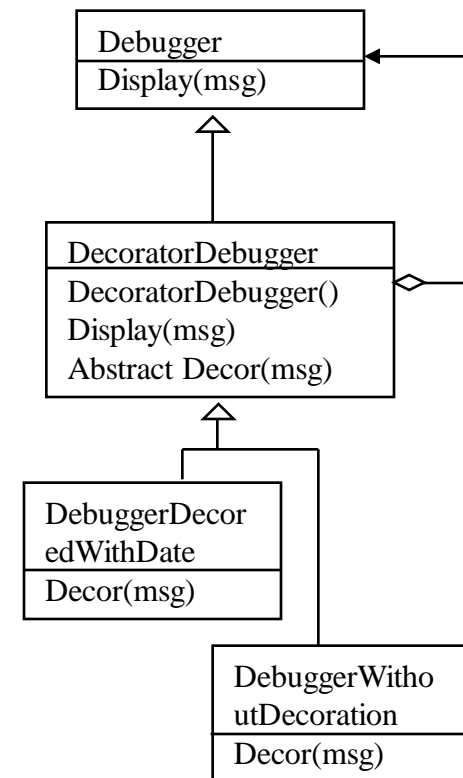 Debugger
Display(msg)
DecoratorDebugger
DecoratorDebugger()
Display(msg)
Abstract Decor(msg)
DebuggerDecor
edWithDate
Decor(msg)
DebuggerWitho
utDecoration
Decor(msg)